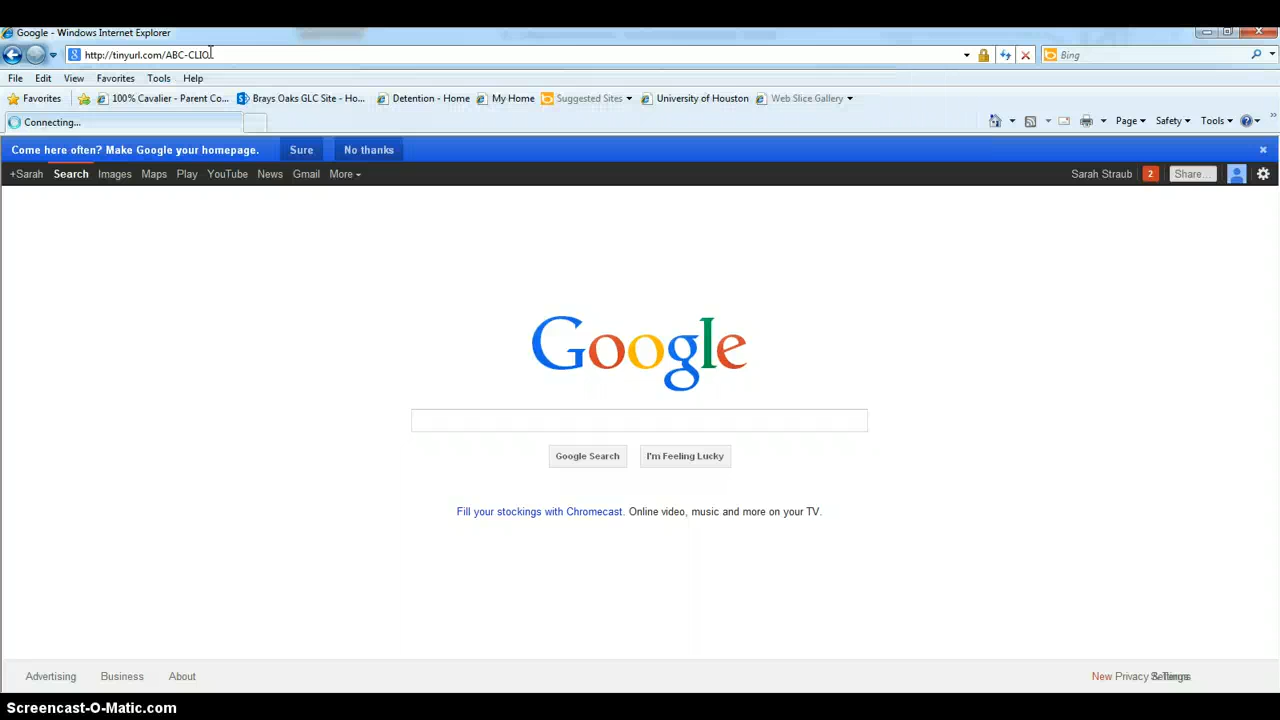 Google - Windows Internet Explorer
http://tinyurl.com/ABC-CLIO
Bing
File Edit View Favorites Tools Help
Favorites 100% Cavalier - Parent Co... Brays Oaks GLC Site - Ho... Detention - Home My Home Suggested Sites University of Houston Web Slice Gallery
Connecting... Page Safety Tools
Come here often? Make Google your homepage. Sure No thanks
+Sarah Search Images Maps Play YouTube News Gmail More Sarah Straub 2 Share...
Google
Google Search I'm Feeling Lucky
Fill your stockings with Chromecast. Online video, music and more on your TV.
Advertising Business About New Privacy & Terms Settings
Screencast-O-Matic.com